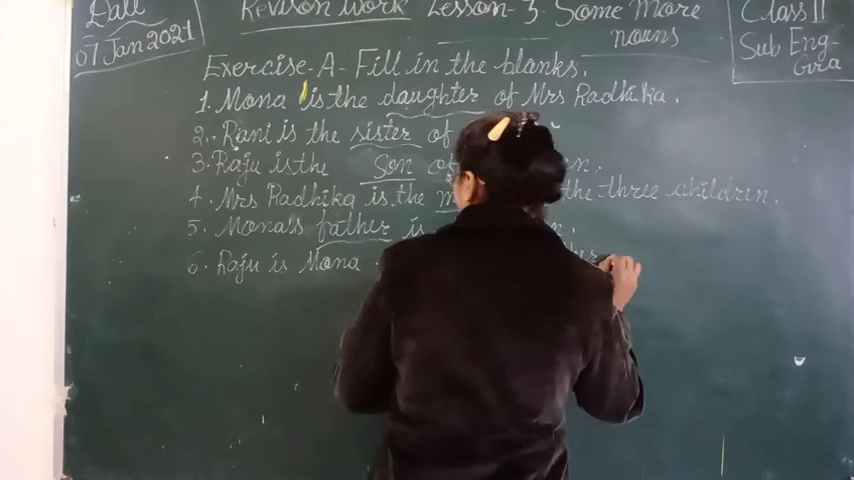 Date
07 Jan 2021
Revison work Lesson-3. Some More nouns
Class II
Sub Eng-
Gra
Exercise-A-Fill in the blanks.
1. Mona is the daughter of Mrs Radhika.
2. Rani is the sister of
3. Raju is the Son of
4. Mrs Radhika is the the three children.
5. Mona's father is
6. Raju is Mona